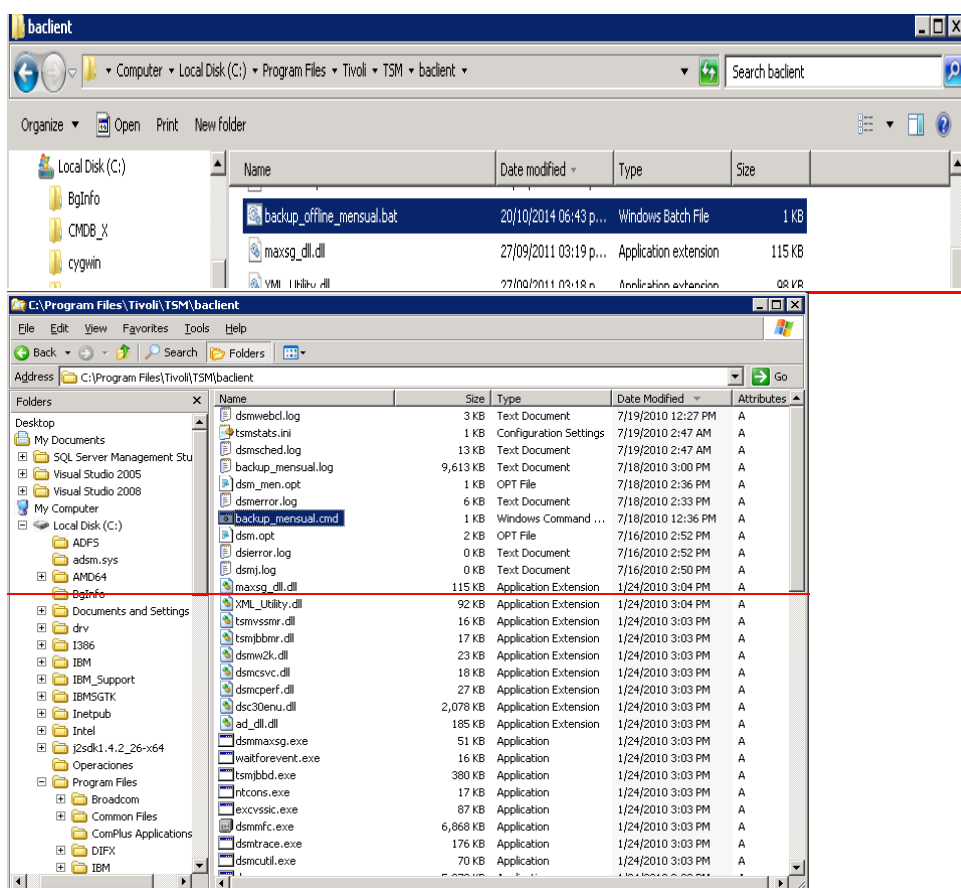 baclient
Computer Local Disk (C:) Program Files Tivoli TSM baclient Search baclient
Organize Open Print New folder
Local Disk (C:) Name Date modified Type Size
BgInfo
backup_offline_mensual.bat 20/10/2014 06:43 p... Windows Batch File 1 KB
CMDB_X
maxsg_dll.dll 27/09/2011 03:19 p... Application extension 115 KB
cygwin
XML_Utility.dll 27/09/2011 03:18 p... Application extension 98 KB
C:\Program Files\Tivoli\TSM\baclient
File Edit View Favorites Tools Help
Back Search Folders
Address C:\Program Files\Tivoli\TSM\baclient Go
Folders x Name Size Type Date Modified Attributes
Desktop dsmwebcl.log 3 KB Text Document 7/19/2010 12:27 PM A
My Documents tsmstats.ini 1 KB Configuration Settings 7/19/2010 2:47 AM A
SQL Server Management Stu dsmsched.log 13 KB Text Document 7/19/2010 2:47 AM A
Visual Studio 2005 backup_mensual.log 9,613 KB Text Document 7/18/2010 3:00 PM A
Visual Studio 2008 dsm_men.opt 1 KB OPT File 7/18/2010 2:36 PM A
My Computer dsmerror.log 6 KB Text Document 7/18/2010 2:33 PM A
Local Disk (C:) backup_mensual.cmd 1 KB Windows Command ... 7/18/2010 12:36 PM A
ADFS dsm.opt 2 KB OPT File 7/16/2010 2:52 PM A
adsm.sys dsierror.log 0 KB Text Document 7/16/2010 2:52 PM A
AMD64 dsmj.log 0 KB Text Document 7/16/2010 2:50 PM A
BgInfo maxsg_dll.dll 115 KB Application Extension 1/24/2010 3:04 PM A
Documents and Settings XML_Utility.dll 92 KB Application Extension 1/24/2010 3:04 PM A
drv tsmvssmr.dll 16 KB Application Extension 1/24/2010 3:03 PM A
I386 tsmjbbmr.dll 17 KB Application Extension 1/24/2010 3:03 PM A
IBM dsmw2k.dll 23 KB Application Extension 1/24/2010 3:03 PM A
IBM_Support dsmcsvc.dll 18 KB Application Extension 1/24/2010 3:03 PM A
IBMSGTK dsmcperf.dll 27 KB Application Extension 1/24/2010 3:03 PM A
Inetpub dsc30enu.dll 2,078 KB Application Extension 1/24/2010 3:03 PM A
Intel ad_dll.dll 185 KB Application Extension 1/24/2010 3:03 PM A
j2sdk1.4.2_26-x64 dsmmaxsg.exe 51 KB Application 1/24/2010 3:03 PM A
Operaciones waitforevent.exe 16 KB Application 1/24/2010 3:03 PM A
Program Files tsmjbbd.exe 380 KB Application 1/24/2010 3:03 PM A
Broadcom ntcons.exe 17 KB Application 1/24/2010 3:03 PM A
Common Files excvssic.exe 87 KB Application 1/24/2010 3:03 PM A
ComPlus Applications dsmmfc.exe 6,868 KB Application 1/24/2010 3:03 PM A
DIFX dsmtrace.exe 176 KB Application 1/24/2010 3:03 PM A
IBM dsmcutil.exe 70 KB Application 1/24/2010 3:03 PM A